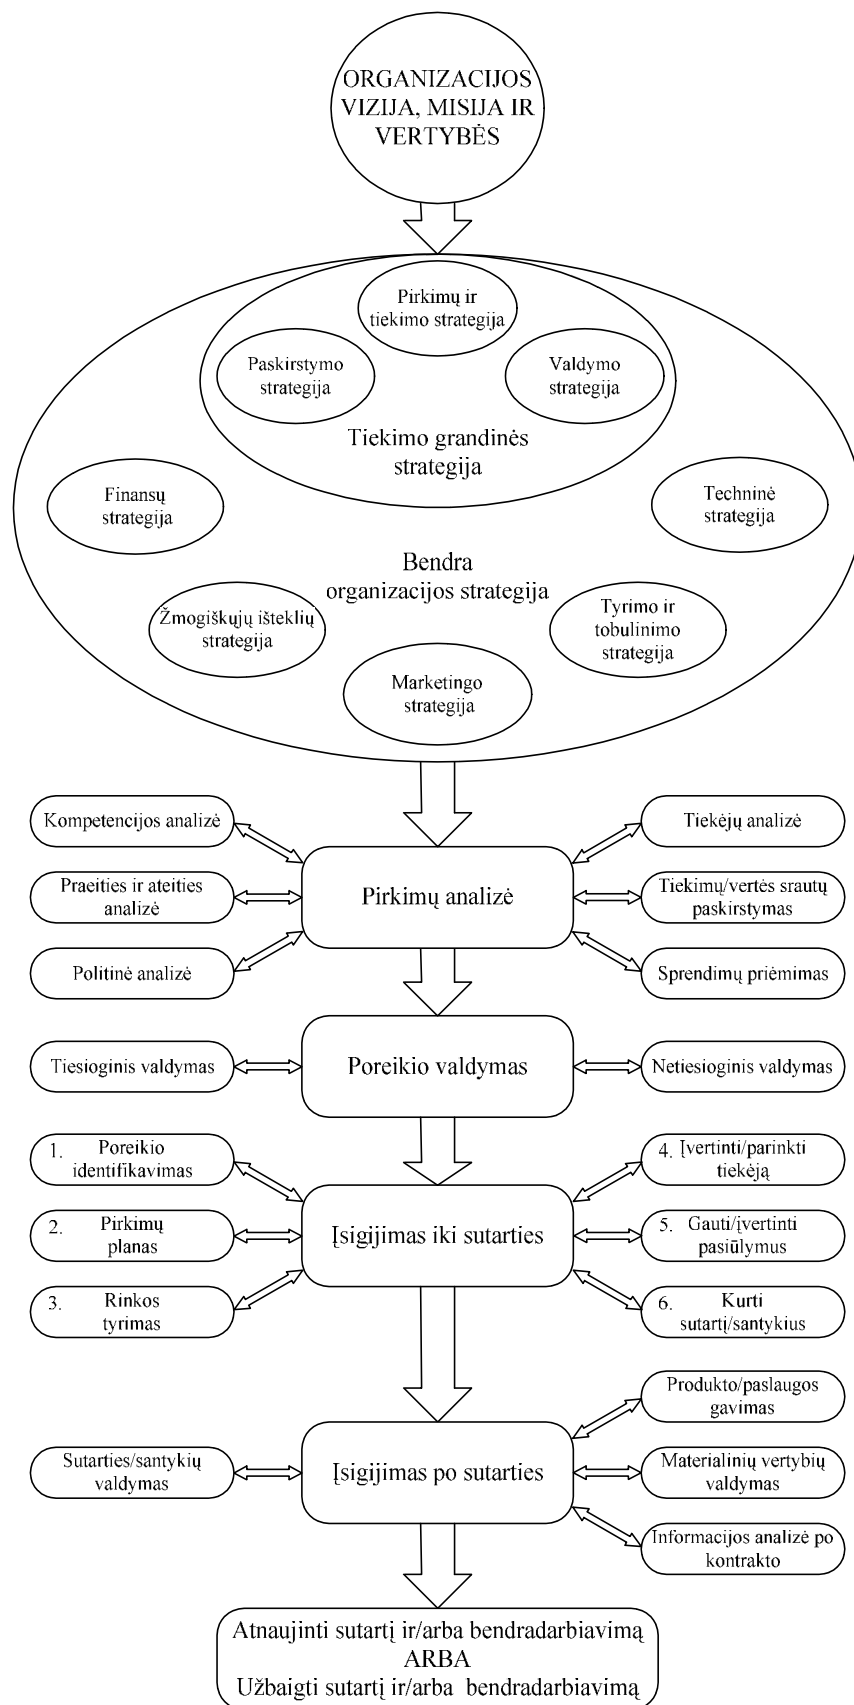 ORGANIZACIJOS
VIZIJA, MISIJA IR
VERTYBĖS
Pirkimų ir
tiekimo strategija
Paskirstymo
strategija
Valdymo
strategija
Tiekimo grandinės
strategija
Finansų
strategija
Techninė
strategija
Bendra
organizacijos strategija
Žmogiškųjų išteklių
strategija
Tyrimo ir
tobulinimo
strategija
Marketingo
strategija
Kompetencijos analizė
Tiekėjų analizė
Praeities ir ateities
analizė
Pirkimų analizė
Tiekimų/vertės srautų
paskirstymas
Politinė analizė
Sprendimų priėmimas
Tiesioginis valdymas
Poreikio valdymas
Netiesioginis valdymas
1. Poreikio
identifikavimas
4. Įvertinti/parinkti
tiekėją
2. Pirkimų
planas
Įsigijimas iki sutarties
5. Gauti/įvertinti
pasiūlymus
3. Rinkos
tyrimas
6. Kurti
sutartį/santykius
Produkto/paslaugos
gavimas
Sutarties/santykių
valdymas
Įsigijimas po sutarties
Materialinių vertybių
valdymas
Informacijos analizė po
kontrakto
Atnaujinti sutartį ir/arba bendradarbiavimą
ARBA
Užbaigti sutartį ir/arba bendradarbiavimą